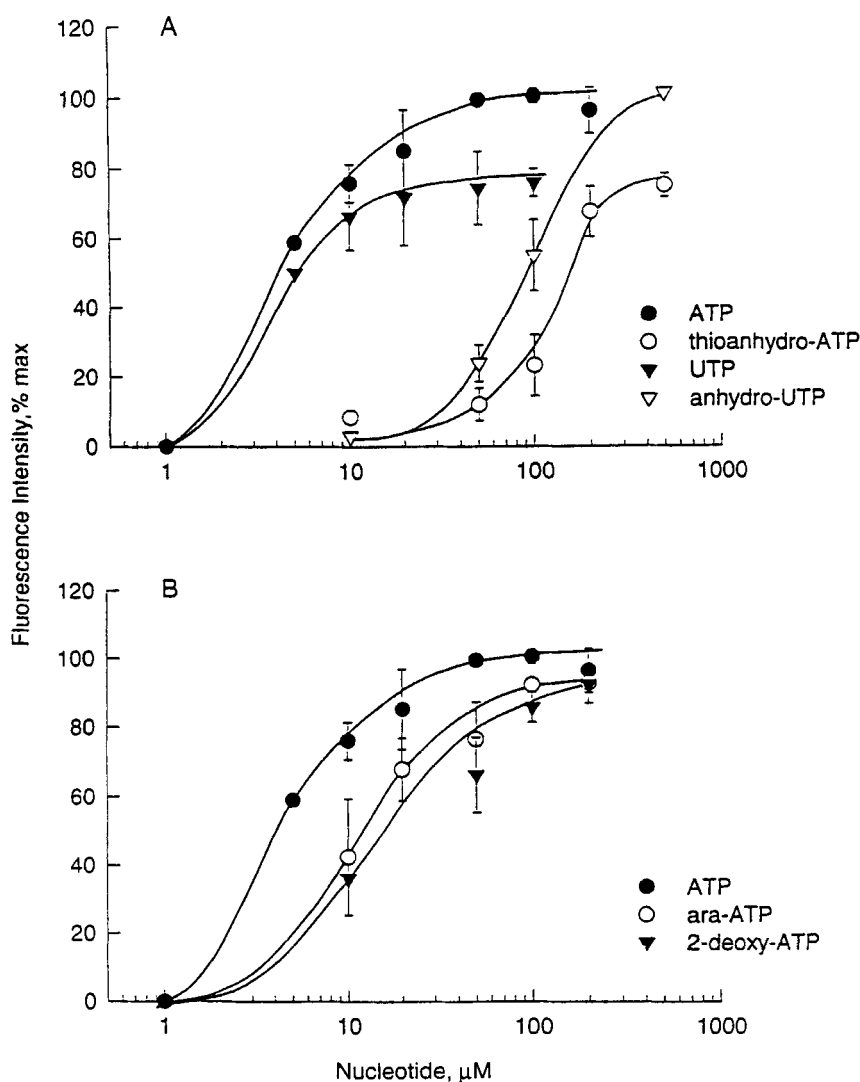 A
120
100
80
60
40
20
0
1
10
100
1000
ATP
thioanhydro-ATP
UTP
anhydro-UTP
Fluorescence Intensity,% max
B
120
100
80
60
40
20
0
1
10
100
1000
ATP
ara-ATP
2-deoxy-ATP
Nucleotide, μM